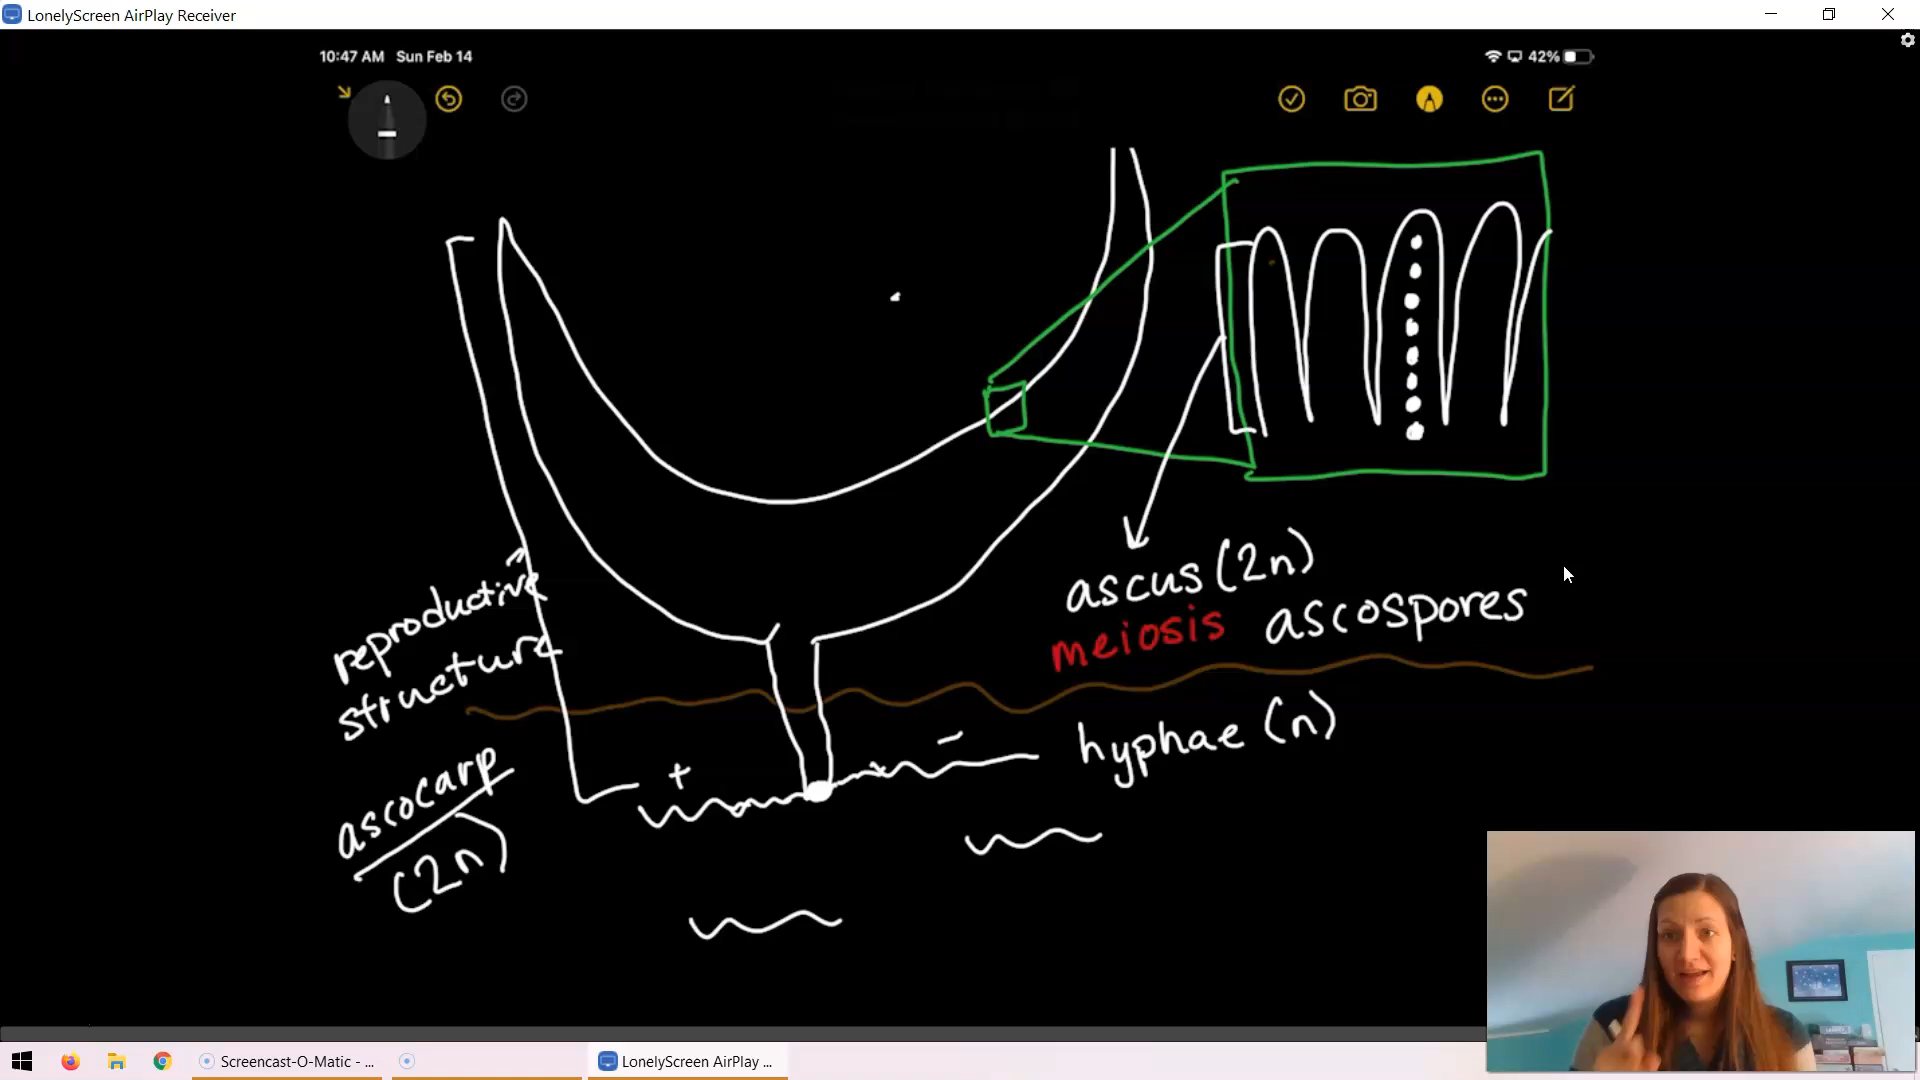 LonelyScreen AirPlay Receiver
10:47 AM Sun Feb 14
42%
ascus (2n)
meiosis ascospores
reproductive
structure
+
-
hyphae (n)
ascocarp
(2n)
Screencast-O-Matic - ...
LonelyScreen AirPlay ...